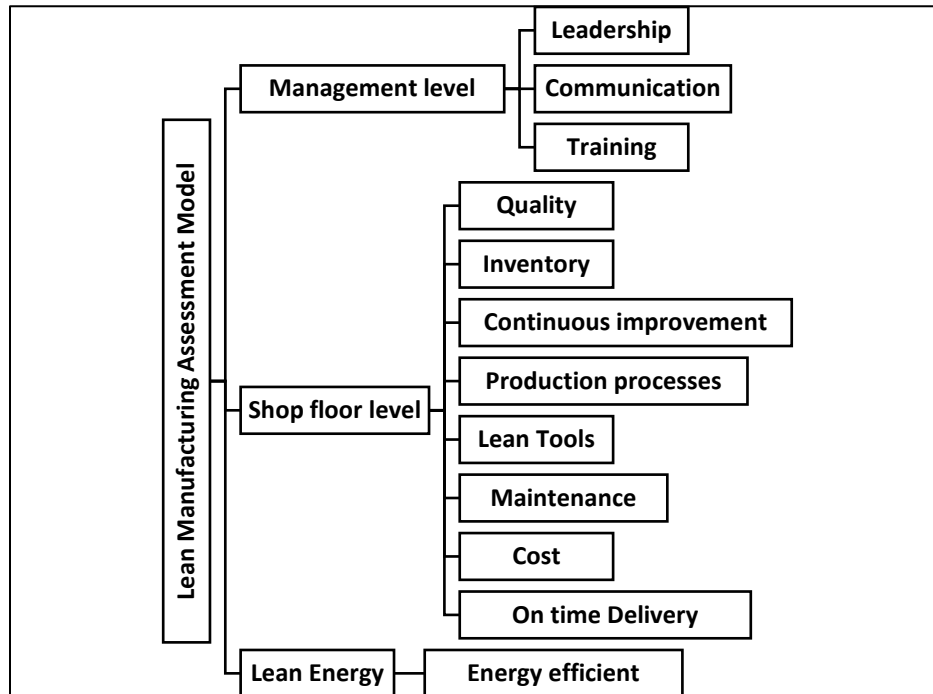 Lean Manufacturing Assessment Model
Management level
Leadership
Communication
Training
Shop floor level
Quality
Inventory
Continuous improvement
Production processes
Lean Tools
Maintenance
Cost
On time Delivery
Lean Energy
Energy efficient